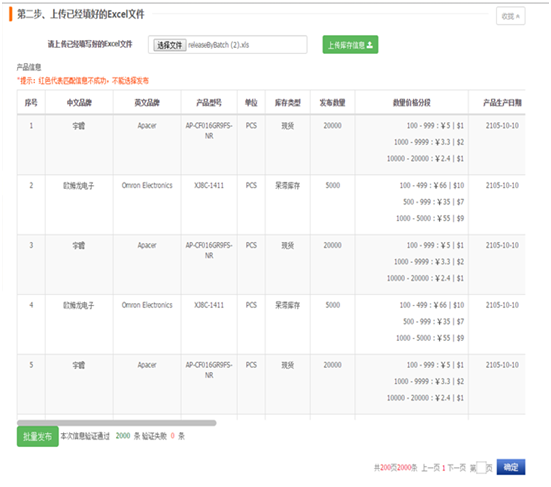 第二步、上传已经填好的Excel文件
收缩
请上传已经填写好的Excel文件 选择文件 releaseByBatch (2).xls 上传库存信息
产品信息
*提示：红色代表匹配信息不成功，不能选择发布
序号 中文品牌 英文品牌 产品型号 单位 库存类型 发布数量 数量价格分段 产品生产日期
1 宇瞻 Apacer AP-CF016GR9FS-NR PCS 现货 20000 100 - 999：￥5 | $1 2105-10-10
1000 - 9999：￥3.3 | $2
10000 - 20000：￥2.4 | $1
2 欧姆龙电子 Omron Electronics XJ8C-1411 PCS 呆滞库存 5000 100 - 499：￥66 | $10 2105-10-10
500 - 999：￥35 | $7
1000 - 5000：￥55 | $9
3 宇瞻 Apacer AP-CF016GR9FS-NR PCS 现货 20000 100 - 999：￥5 | $1 2105-10-10
1000 - 9999：￥3.3 | $2
10000 - 20000：￥2.4 | $1
4 欧姆龙电子 Omron Electronics XJ8C-1411 PCS 呆滞库存 5000 100 - 499：￥66 | $10 2105-10-10
500 - 999：￥35 | $7
1000 - 5000：￥55 | $9
5 宇瞻 Apacer AP-CF016GR9FS-NR PCS 现货 20000 100 - 999：￥5 | $1 2105-10-10
1000 - 9999：￥3.3 | $2
10000 - 20000：￥2.4 | $1
批量发布 本次信息验证通过 2000 条 验证失败 0 条
共200页2000条 上一页 1 下一页 第 页 确定